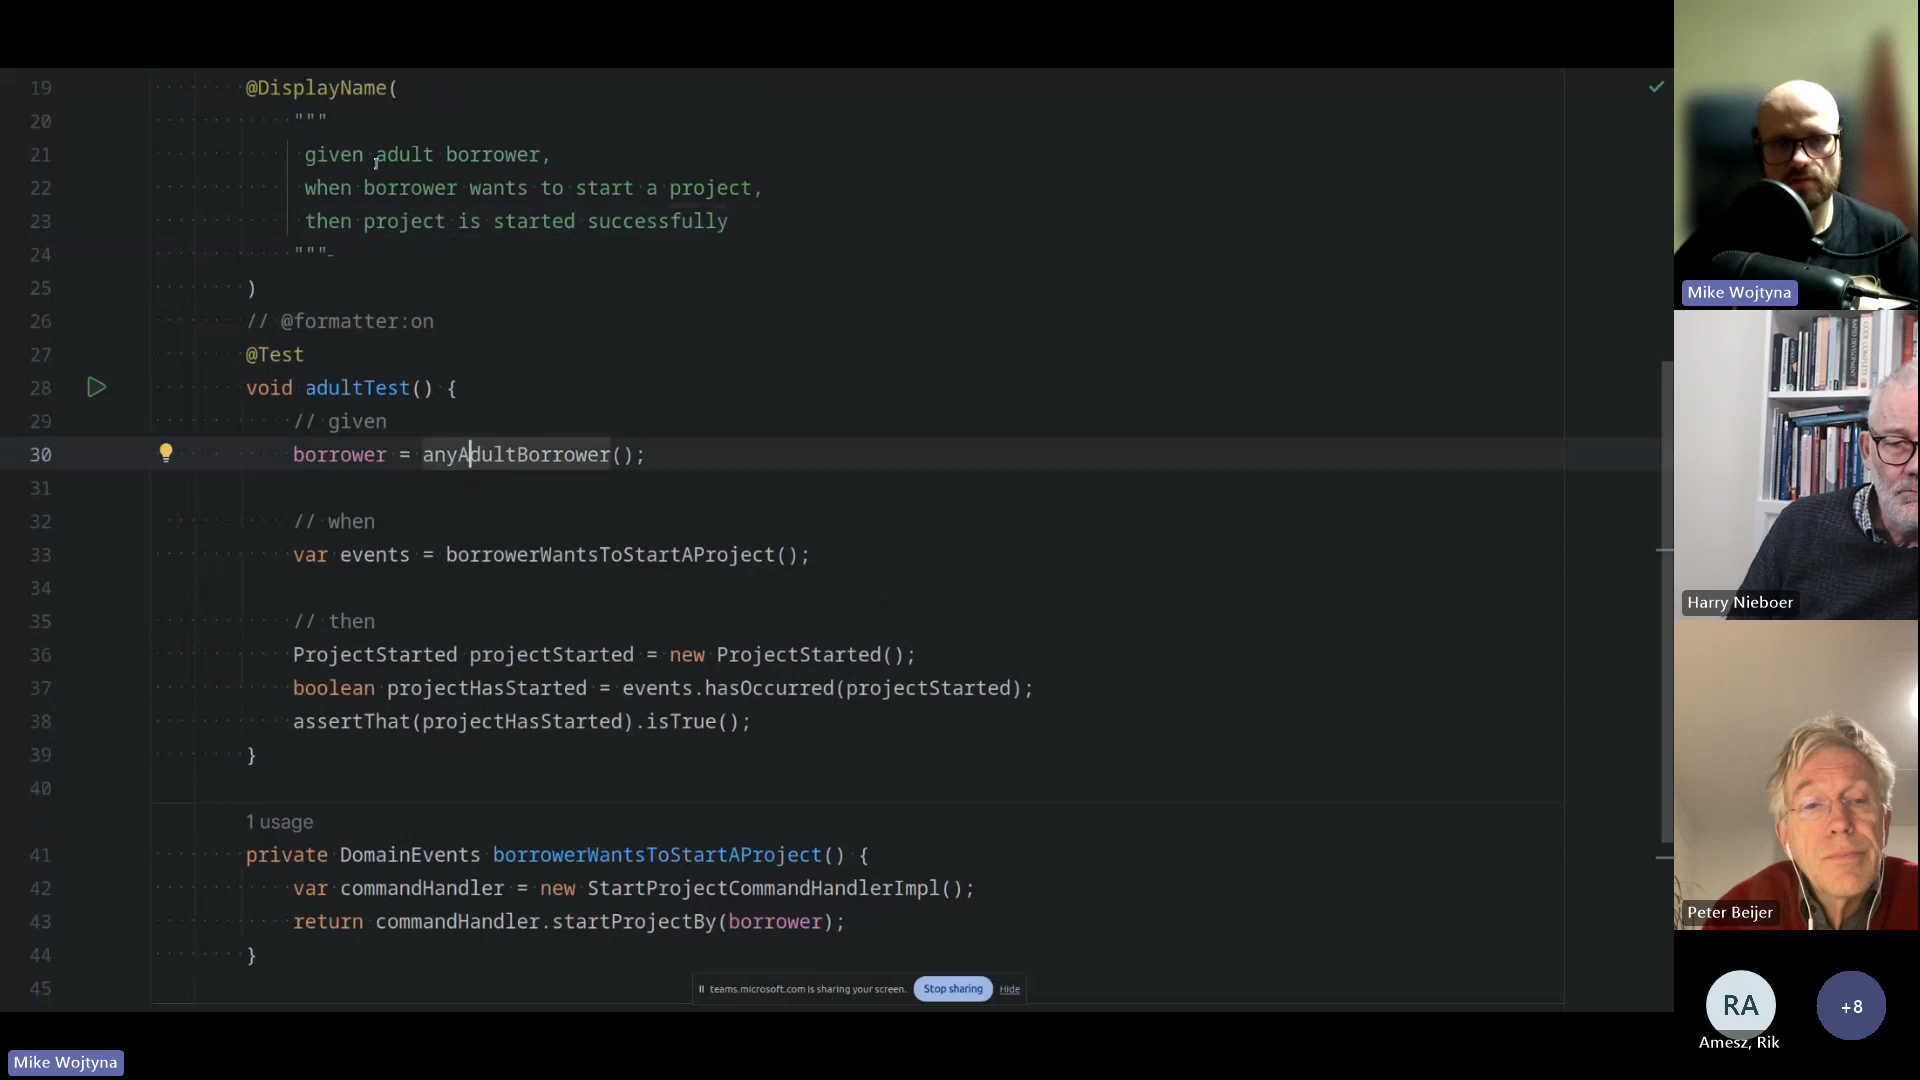 19 @DisplayName(
20 """
21 given adult borrower,
22 when borrower wants to start a project,
23 then project is started successfully
24 """
25 )
26 // @formatter:on
27 @Test
28 void adultTest() {
29 // given
30 borrower = anyAdultBorrower();
31
32 // when
33 var events = borrowerWantsToStartAProject();
34
35 // then
36 ProjectStarted projectStarted = new ProjectStarted();
37 boolean projectHasStarted = events.hasOccurred(projectStarted);
38 assertThat(projectHasStarted).isTrue();
39 }
40
1 usage
41 private DomainEvents borrowerWantsToStartAProject() {
42 var commandHandler = new StartProjectCommandHandlerImpl();
43 return commandHandler.startProjectBy(borrower);
44 }
45
teams.microsoft.com is sharing your screen. Stop sharing Hide
Mike Wojtyna
Mike Wojtyna
Harry Nieboer
Peter Beijer
RA
Amesz, Rik
+8
CODE COMPLETE
RAPID DEVELOPMENT